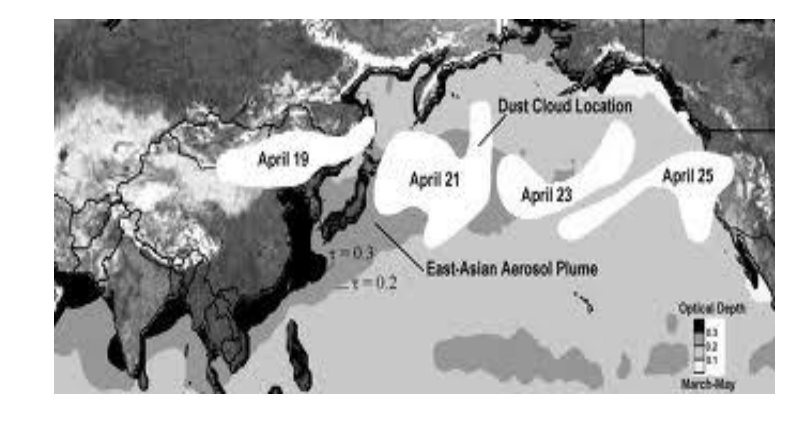 Dust Cloud Location
April 19
April 21
April 23
April 25
τ = 0.3
East-Asian Aerosol Plume
τ = 0.2
Optical Depth
0.3
0.2
0.1
March-May